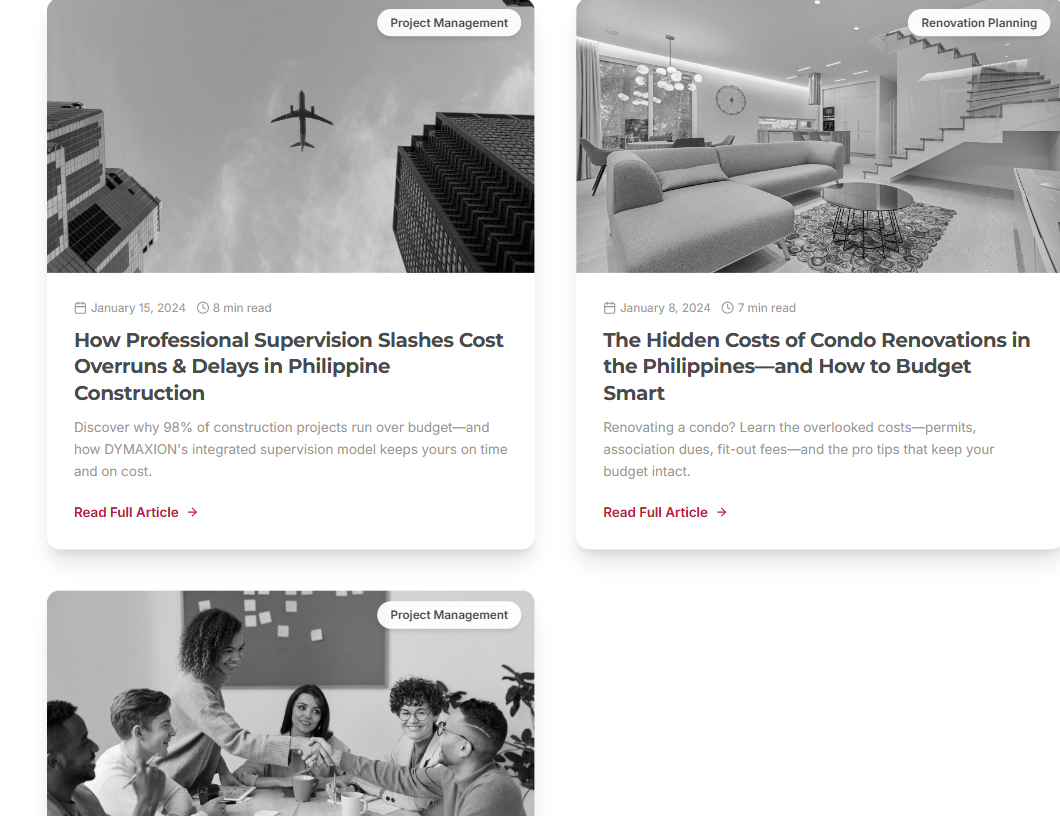 Project Management
January 15, 2024 8 min read
How Professional Supervision Slashes Cost
Overruns & Delays in Philippine
Construction
Discover why 98% of construction projects run over budget—and
how DYMAXION's integrated supervision model keeps yours on time
and on cost.
Read Full Article →
Renovation Planning
January 8, 2024 7 min read
The Hidden Costs of Condo Renovations in
the Philippines—and How to Budget
Smart
Renovating a condo? Learn the overlooked costs—permits,
association dues, fit-out fees—and the pro tips that keep your
budget intact.
Read Full Article →
Project Management